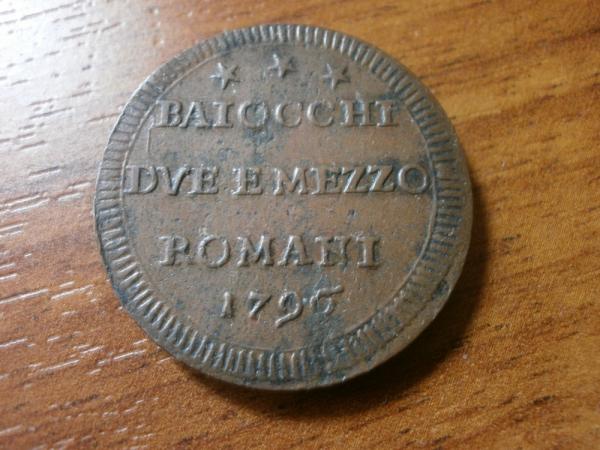 BAIOCCHI
DVE E MEZZO
ROMANI
1796